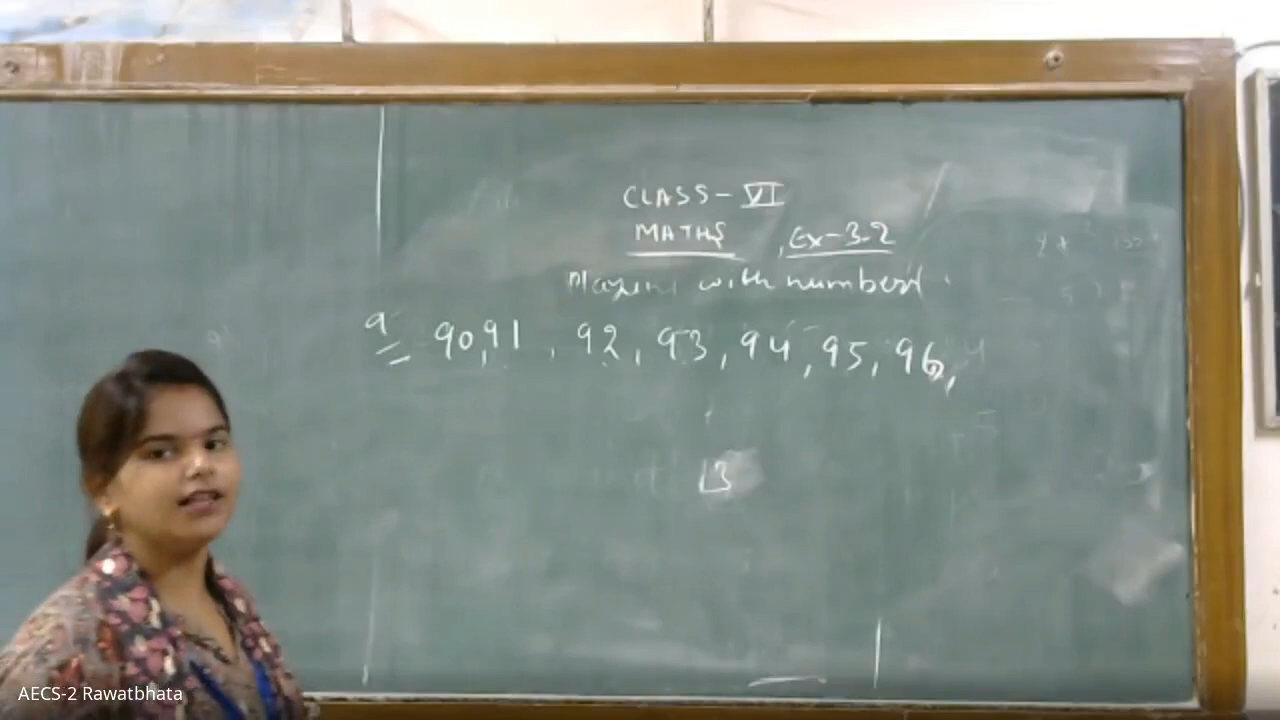 CLASS-VI
MATHS, Ex-3.2
Playing with numbers
9 90,91, 92, 93, 94, 95, 96,
13
AECS-2 Rawatbhata